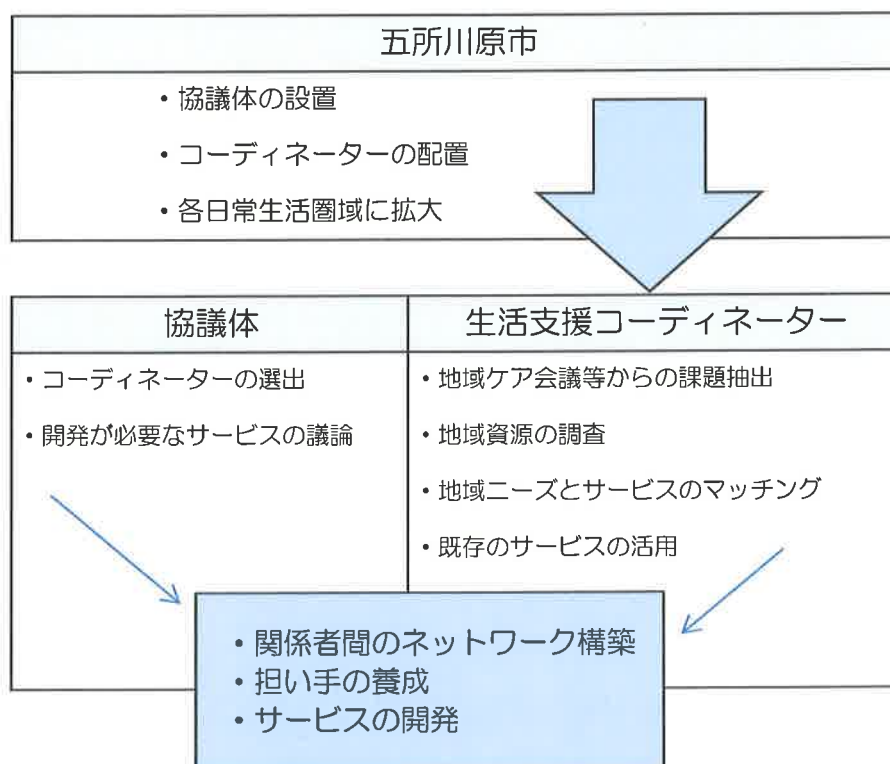 五所川原市
・協議体の設置
・コーディネーターの配置
・各日常生活圏域に拡大
協議体
・コーディネーターの選出
・開発が必要なサービスの議論
生活支援コーディネーター
・地域ケア会議等からの課題抽出
・地域資源の調査
・地域ニーズとサービスのマッチング
・既存のサービスの活用
・関係者間のネットワーク構築
・担い手の養成
・サービスの開発